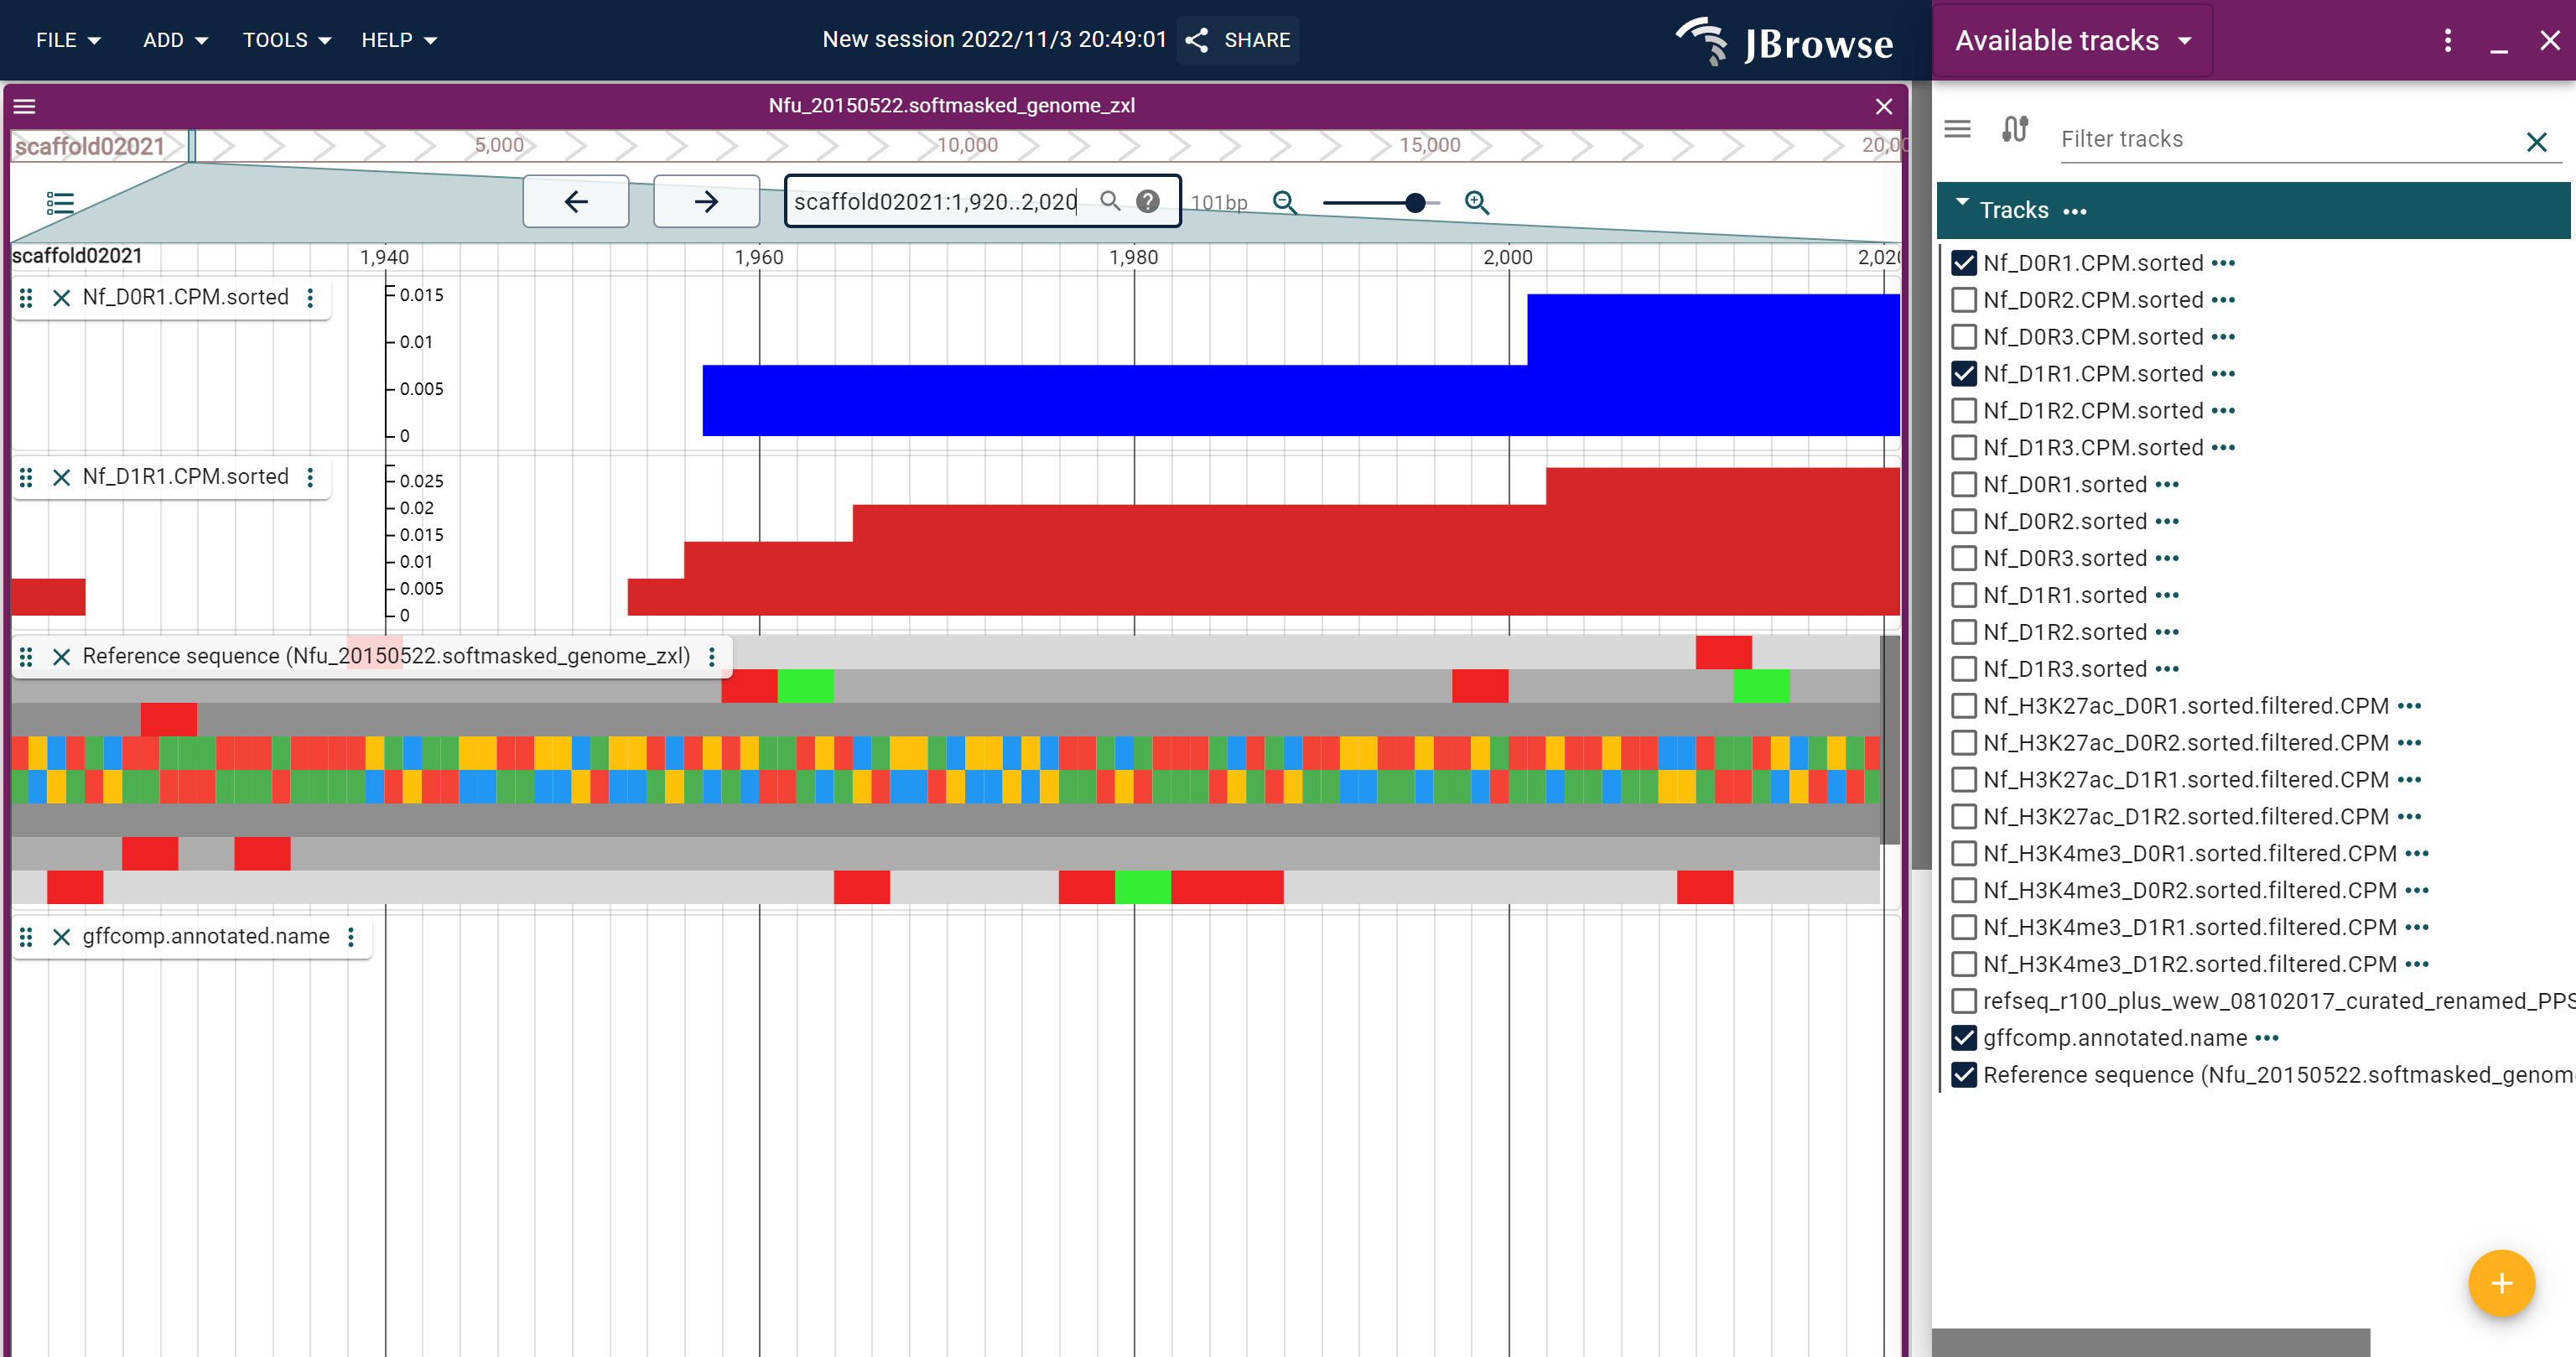 FILE ADD TOOLS HELP New session 2022/11/3 20:49:01 SHARE JBrowse
Nfu_20150522.softmasked_genome_zxl
scaffold02021 5,000 10,000 15,000 20,00
scaffold02021:1,920..2,020 ? 101bp
scaffold02021 1,940 1,960 1,980 2,000 2,020
Nf_D0R1.CPM.sorted
0.015
0.01
0.005
0
Nf_D1R1.CPM.sorted
0.025
0.02
0.015
0.01
0.005
0
Reference sequence (Nfu_20150522.softmasked_genome_zxl)
gffcomp.annotated.name
Available tracks
Filter tracks
Tracks
Nf_D0R1.CPM.sorted
Nf_D0R2.CPM.sorted
Nf_D0R3.CPM.sorted
Nf_D1R1.CPM.sorted
Nf_D1R2.CPM.sorted
Nf_D1R3.CPM.sorted
Nf_D0R1.sorted
Nf_D0R2.sorted
Nf_D0R3.sorted
Nf_D1R1.sorted
Nf_D1R2.sorted
Nf_D1R3.sorted
Nf_H3K27ac_D0R1.sorted.filtered.CPM
Nf_H3K27ac_D0R2.sorted.filtered.CPM
Nf_H3K27ac_D1R1.sorted.filtered.CPM
Nf_H3K27ac_D1R2.sorted.filtered.CPM
Nf_H3K4me3_D0R1.sorted.filtered.CPM
Nf_H3K4me3_D0R2.sorted.filtered.CPM
Nf_H3K4me3_D1R1.sorted.filtered.CPM
Nf_H3K4me3_D1R2.sorted.filtered.CPM
refseq_r100_plus_wew_08102017_curated_renamed_PPS
gffcomp.annotated.name
Reference sequence (Nfu_20150522.softmasked_genom